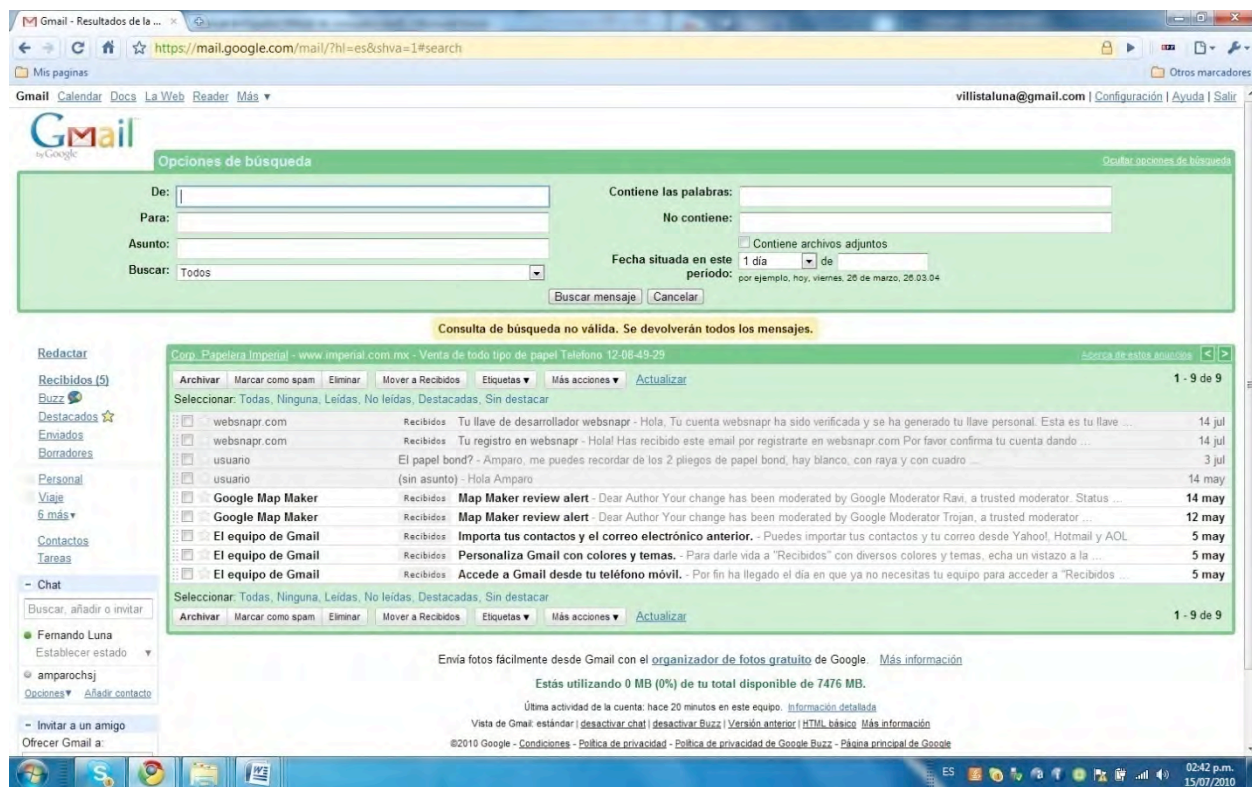 Gmail - Resultados de la ...
https://mail.google.com/mail/?hl=es&shva=1#search
Mis paginas
Otros marcadores
Gmail Calendar Docs La Web Reader Más ▼
villistaluna@gmail.com | Configuración | Ayuda | Salir
Gmail
by Google
Opciones de búsqueda
Ocultar opciones de búsqueda
De:
Contiene las palabras:
Para:
No contiene:
Asunto:
Contiene archivos adjuntos
Buscar: Todos
Fecha situada en este periodo: 1 día de
por ejemplo, hoy, viernes, 26 de marzo, 26.03.04
Buscar mensaje Cancelar
Consulta de búsqueda no válida. Se devolverán todos los mensajes.
Redactar
Recibidos (5)
Buzz
Destacados
Enviados
Borradores
Personal
Viaje
6 más ▼
Contactos
Tareas
− Chat
Buscar, añadir o invitar
Fernando Luna
Establecer estado ▼
amparochsj
Opciones ▼ Añadir contacto
− Invitar a un amigo
Ofrecer Gmail a:
Corp. Papelera Imperial - www.imperial.com.mx - Venta de todo tipo de papel Telefono 12-08-49-29
Acerca de estos anuncios < >
Archivar Marcar como spam Eliminar Mover a Recibidos Etiquetas ▼ Más acciones ▼ Actualizar 1 - 9 de 9
Seleccionar: Todas, Ninguna, Leídas, No leídas, Destacadas, Sin destacar
websnapr.com Recibidos Tu llave de desarrollador websnapr - Hola, Tu cuenta websnapr ha sido verificada y se ha generado tu llave personal. Esta es tu llave ... 14 jul
websnapr.com Recibidos Tu registro en websnapr - Hola! Has recibido este email por registrarte en websnapr.com Por favor confirma tu cuenta dando ... 14 jul
usuario El papel bond? - Amparo, me puedes recordar de los 2 pliegos de papel bond, hay blanco, con raya y con cuadro ... 3 jul
usuario (sin asunto) - Hola Amparo 14 may
Google Map Maker Recibidos Map Maker review alert - Dear Author Your change has been moderated by Google Moderator Ravi, a trusted moderator. Status ... 14 may
Google Map Maker Recibidos Map Maker review alert - Dear Author Your change has been moderated by Google Moderator Trojan, a trusted moderator ... 12 may
El equipo de Gmail Recibidos Importa tus contactos y el correo electrónico anterior. - Puedes importar tus contactos y tu correo desde Yahoo!, Hotmail y AOL 5 may
El equipo de Gmail Recibidos Personaliza Gmail con colores y temas. - Para darle vida a "Recibidos" con diversos colores y temas, echa un vistazo a la ... 5 may
El equipo de Gmail Recibidos Accede a Gmail desde tu teléfono móvil. - Por fin ha llegado el día en que ya no necesitas tu equipo para acceder a "Recibidos ... 5 may
Seleccionar: Todas, Ninguna, Leídas, No leídas, Destacadas, Sin destacar
Archivar Marcar como spam Eliminar Mover a Recibidos Etiquetas ▼ Más acciones ▼ Actualizar 1 - 9 de 9
Envía fotos fácilmente desde Gmail con el organizador de fotos gratuito de Google. Más información
Estás utilizando 0 MB (0%) de tu total disponible de 7476 MB.
Última actividad de la cuenta: hace 20 minutos en este equipo. Información detallada
Vista de Gmail: estándar | desactivar chat | desactivar Buzz | Versión anterior | HTML básico Más información
©2010 Google - Condiciones - Política de privacidad - Política de privacidad de Google Buzz - Página principal de Google
ES
02:42 p.m.
15/07/2010